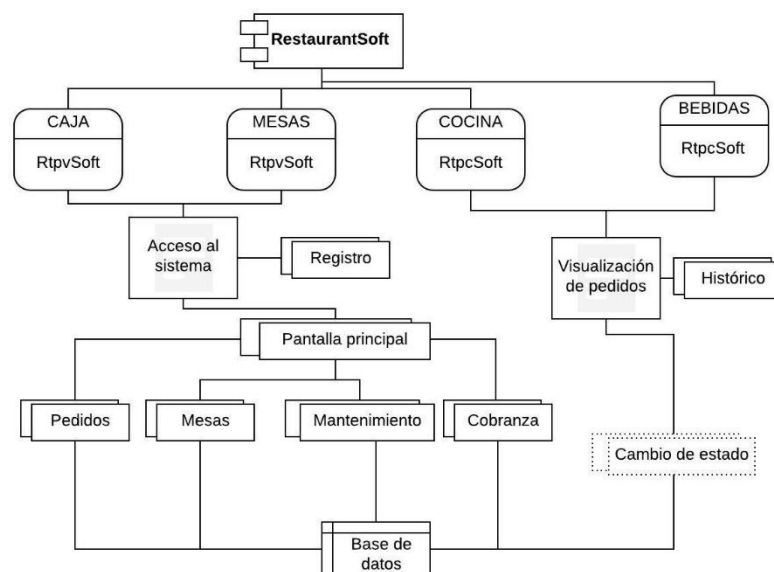 RestaurantSoft
CAJA
RtpvSoft
MESAS
RtpvSoft
COCINA
RtpcSoft
BEBIDAS
RtpcSoft
Acceso al
sistema
Registro
Visualización
de pedidos
Histórico
Pantalla principal
Pedidos
Mesas
Mantenimiento
Cobranza
Cambio de estado
Base de
datos